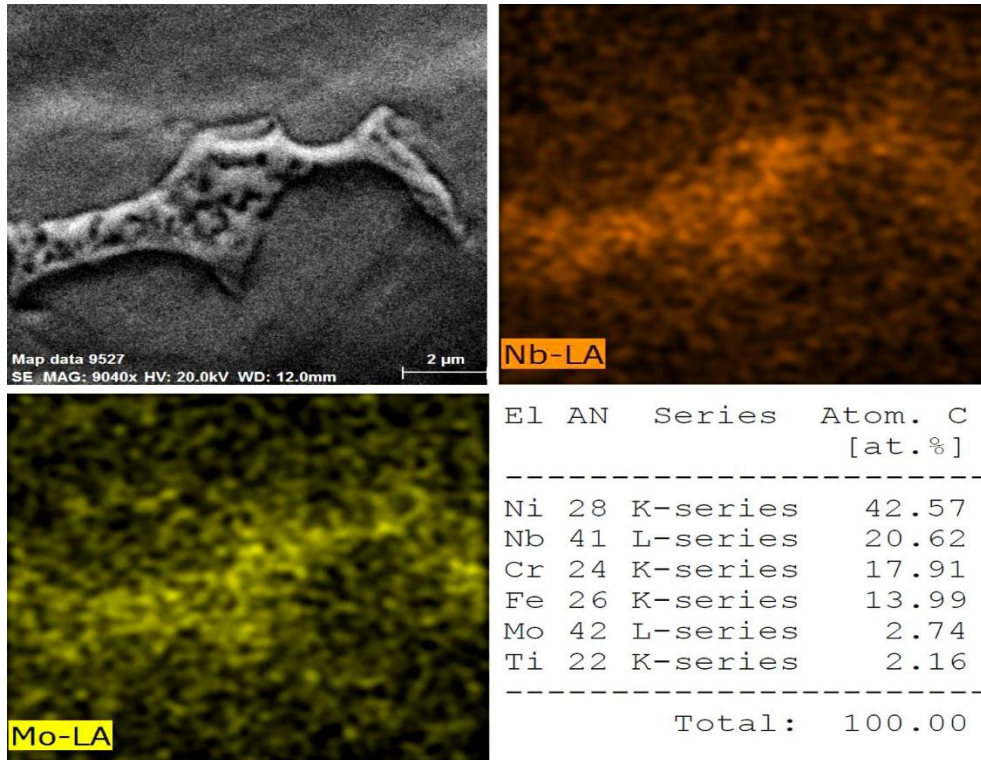 Map data 9527
2 µm
SE MAG: 9040x HV: 20.0kV WD: 12.0mm
Nb-LA
Mo-LA
El AN Series Atom. C
[at.%]
-------------------------
Ni 28 K-series 42.57
Nb 41 L-series 20.62
Cr 24 K-series 17.91
Fe 26 K-series 13.99
Mo 42 L-series 2.74
Ti 22 K-series 2.16
-------------------------
Total: 100.00